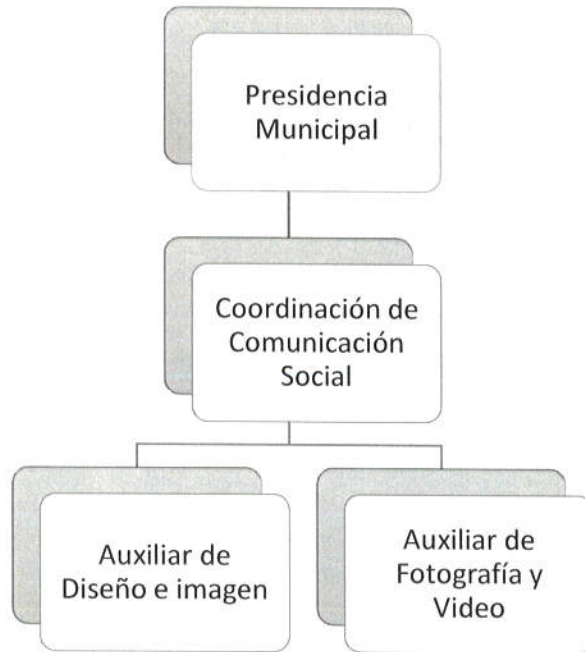 Presidencia
Municipal
Coordinación de
Comunicación
Social
Auxiliar de
Diseño e imagen
Auxiliar de
Fotografía y
Video